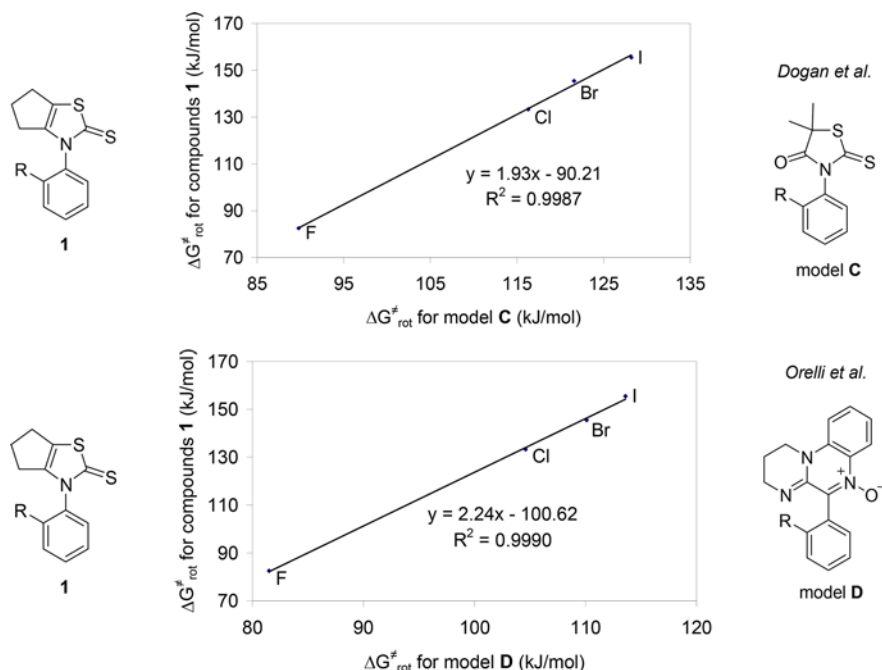 S
S
N
R
1
ΔG≠rot for compounds 1 (kJ/mol)
170
150
130
110
90
70
F
Cl
Br
I
y = 1.93x - 90.21
R² = 0.9987
85
95
105
115
125
135
ΔG≠rot for model C (kJ/mol)
Dogan et al.
S
O
N
S
R
model C
S
S
N
R
1
ΔG≠rot for compounds 1 (kJ/mol)
170
150
130
110
90
70
F
Cl
Br
I
y = 2.24x - 100.62
R² = 0.9990
80
90
100
110
120
ΔG≠rot for model D (kJ/mol)
Orelli et al.
N
N
N+
O−
R
model D